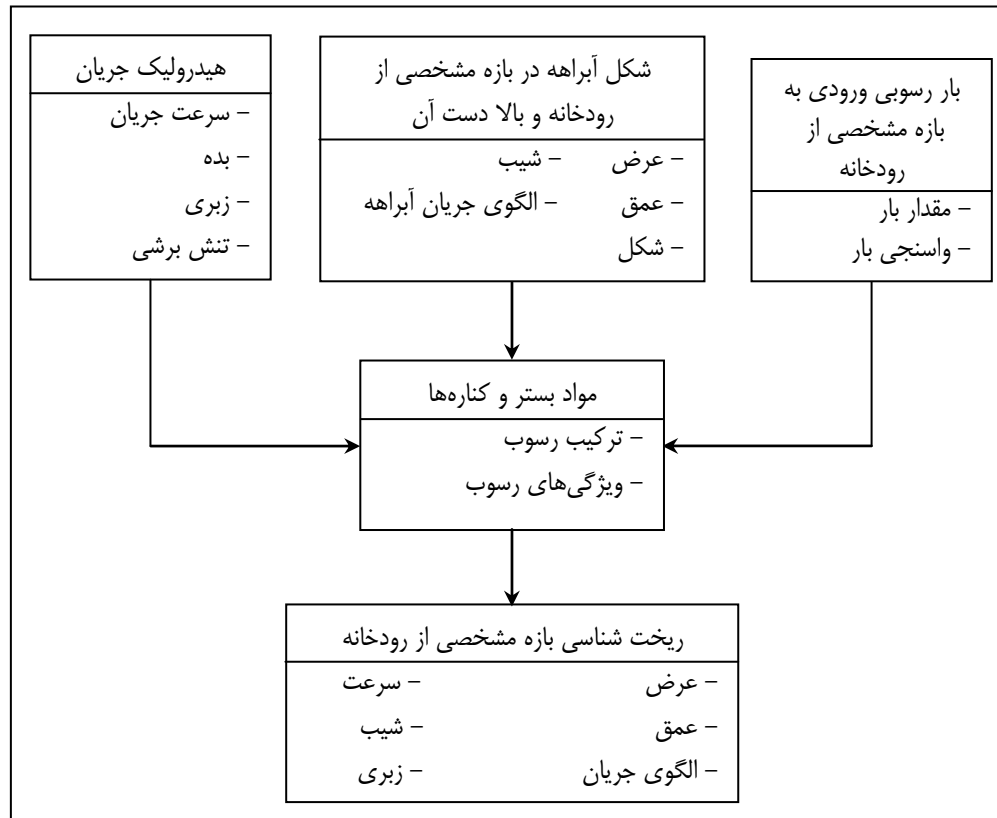 بار رسوبی ورودی به
بازه مشخصی از
رودخانه
– مقدار بار
– واسنجی بار
شکل آبراهه در بازه مشخصی از
رودخانه و بالا دست آن
– عرض – شیب
– عمق – الگوی جریان آبراهه
– شکل
هیدرولیک جریان
– سرعت جریان
– بده
– زبری
– تنش برشی
مواد بستر و کناره‌ها
– ترکیب رسوب
– ویژگی‌های رسوب
ریخت شناسی بازه مشخصی از رودخانه
– عرض – سرعت
– عمق – شیب
– الگوی جریان – زبری